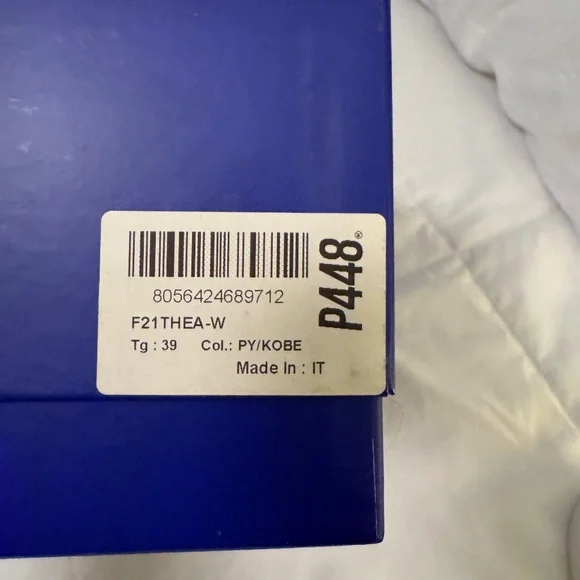 8056424689712
P448®
F21THEA-W
Tg : 39 Col.: PY/KOBE
Made In : IT